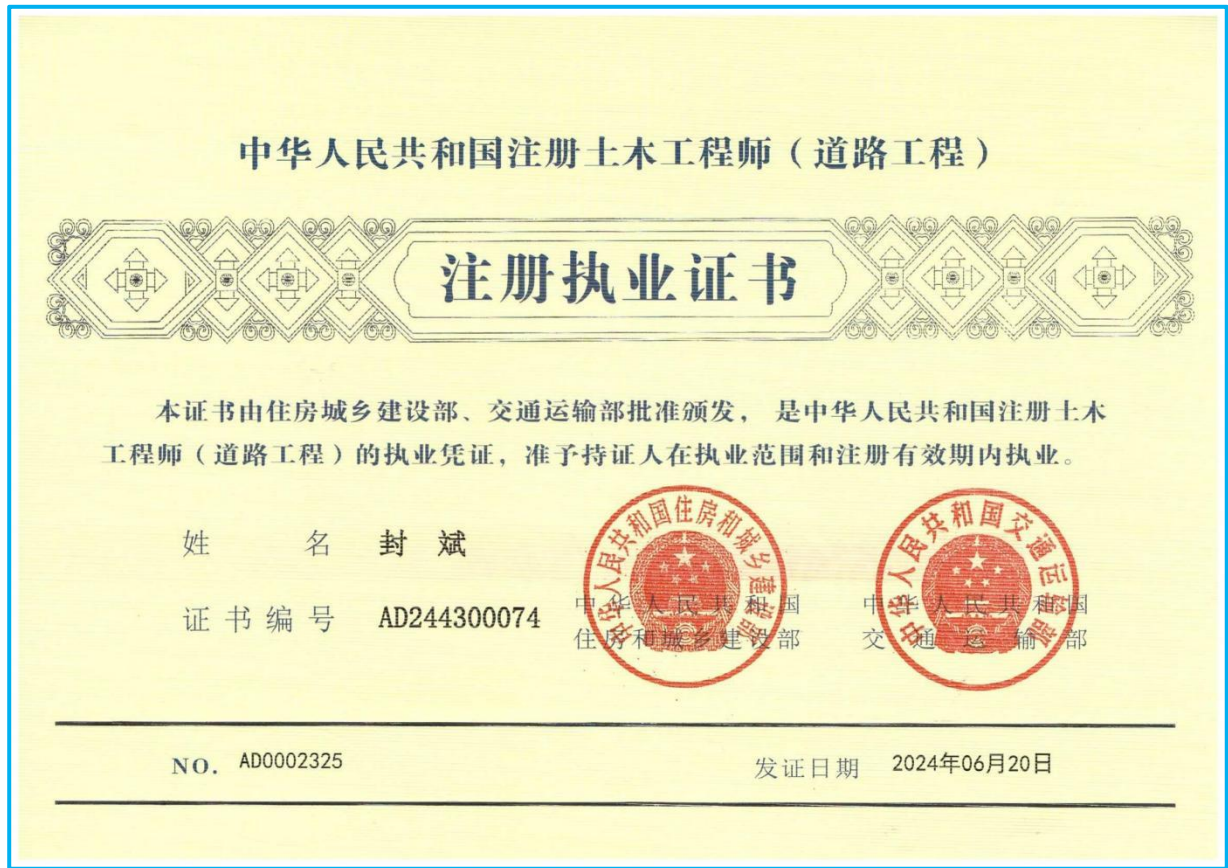 中华人民共和国注册土木工程师（道路工程）
注册执业证书
本证书由住房城乡建设部、交通运输部批准颁发， 是中华人民共和国注册土木
工程师（道路工程）的执业凭证，准予持证人在执业范围和注册有效期内执业。
姓 名 封 斌
证书编号 AD244300074
中华人民共和国住房和城乡建设部
中华人民共和国
住房和城乡建设部
中华人民共和国交通运输部
中华人民共和国
交通运输部
NO. AD0002325
发证日期 2024年06月20日